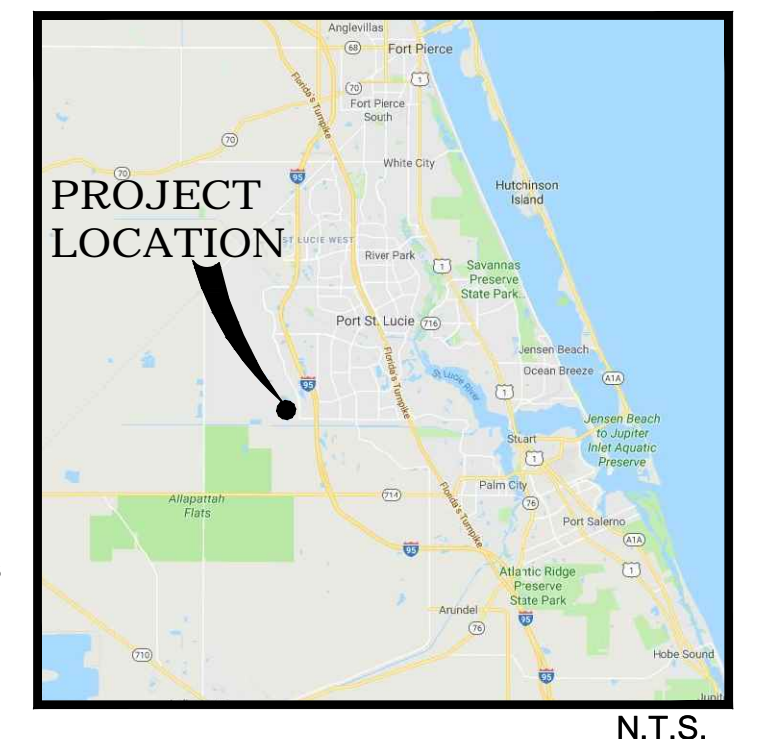 Anglevillas
68
Fort Pierce
1
70
Fort Pierce
South
Florida's Turnpike
70
White City
70
95
PROJECT
LOCATION
Hutchinson
Island
ST LUCIE WEST
River Park
1
Savannas
Preserve
State Park..
Port St. Lucie
716
Florida's Turnpike
Jensen Beach
Ocean Breeze
St. Lucie River
95
1
A1A
Jensen Beach
to Jupiter
Inlet Aquatic
Preserve
Stuart
1
Palm City
Florida's Turnpike
714
76
Allapattah
Flats
Port Salerno
A1A
95
1
Atlantic Ridge
Preserve
State Park
Arundel
95
76
710
Hobe Sound
95
Jupit
N.T.S.